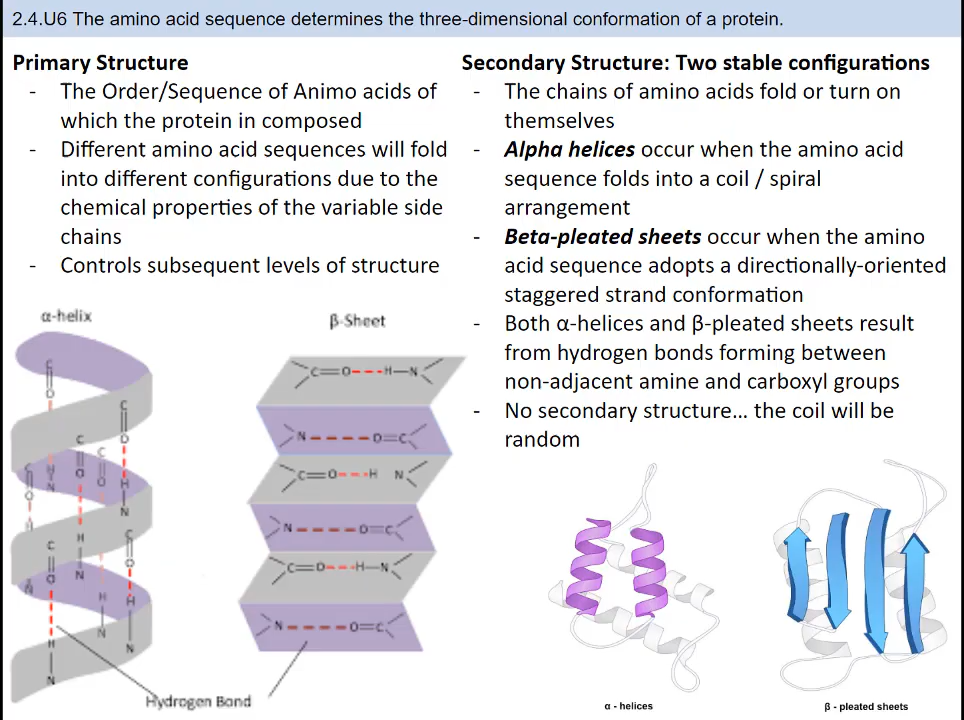 2.4.U6 The amino acid sequence determines the three-dimensional conformation of a protein.
Primary Structure
- The Order/Sequence of Animo acids of
which the protein in composed
- Different amino acid sequences will fold
into different configurations due to the
chemical properties of the variable side
chains
- Controls subsequent levels of structure
Secondary Structure: Two stable configurations
- The chains of amino acids fold or turn on
themselves
- Alpha helices occur when the amino acid
sequence folds into a coil / spiral
arrangement
- Beta-pleated sheets occur when the amino
acid sequence adopts a directionally-oriented
staggered strand conformation
- Both α-helices and β-pleated sheets result
from hydrogen bonds forming between
non-adjacent amine and carboxyl groups
- No secondary structure... the coil will be
random
α-helix
β-Sheet
C=O---H-N
N-----O=C
C=O---H N
N-----O=C
C=O---H-N
N-----O=C
Hydrogen Bond
α - helices
β - pleated sheets